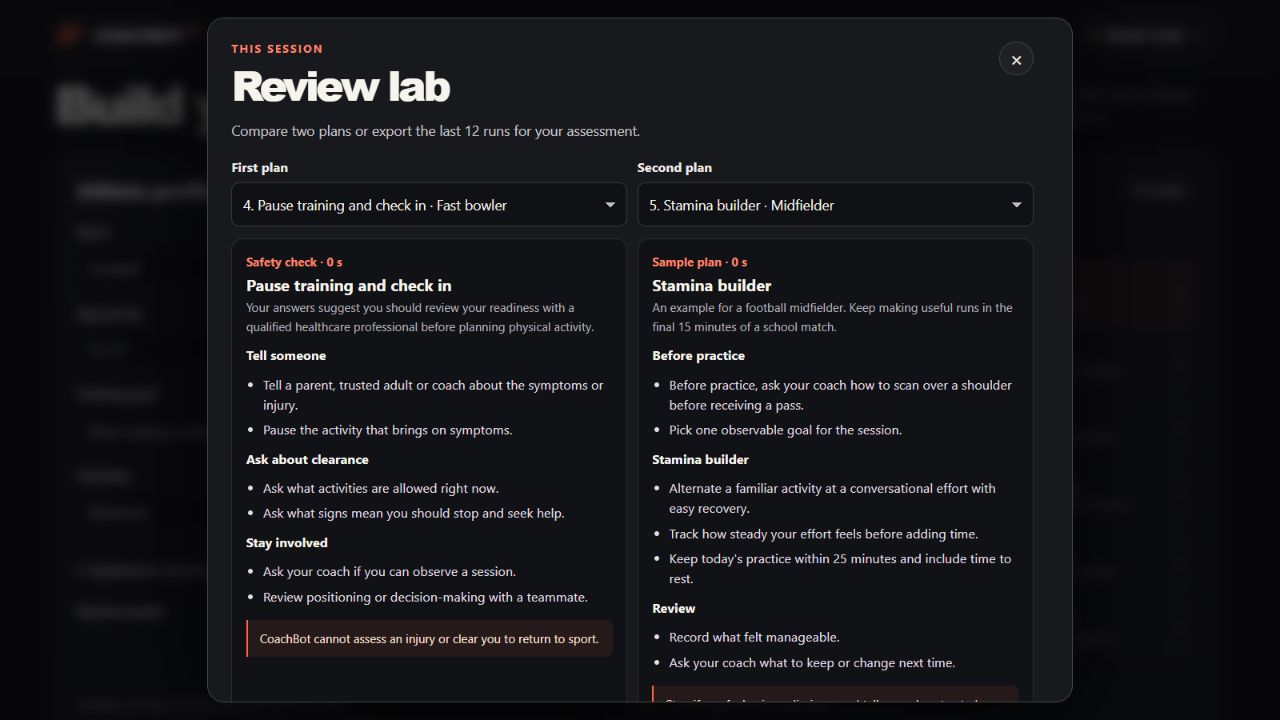 THIS SESSION
Review lab
×
Compare two plans or export the last 12 runs for your assessment.
First plan
4. Pause training and check in · Fast bowler
Second plan
5. Stamina builder · Midfielder
Safety check · 0 s
Pause training and check in
Your answers suggest you should review your readiness with a
qualified healthcare professional before planning physical activity.
Tell someone
• Tell a parent, trusted adult or coach about the symptoms or
injury.
• Pause the activity that brings on symptoms.
Ask about clearance
• Ask what activities are allowed right now.
• Ask what signs mean you should stop and seek help.
Stay involved
• Ask your coach if you can observe a session.
• Review positioning or decision-making with a teammate.
CoachBot cannot assess an injury or clear you to return to sport.
Sample plan · 0 s
Stamina builder
An example for a football midfielder. Keep making useful runs in the
final 15 minutes of a school match.
Before practice
• Before practice, ask your coach how to scan over a shoulder
before receiving a pass.
• Pick one observable goal for the session.
Stamina builder
• Alternate a familiar activity at a conversational effort with
easy recovery.
• Track how steady your effort feels before adding time.
• Keep today's practice within 25 minutes and include time to
rest.
Review
• Record what felt manageable.
• Ask your coach what to keep or change next time.
Build